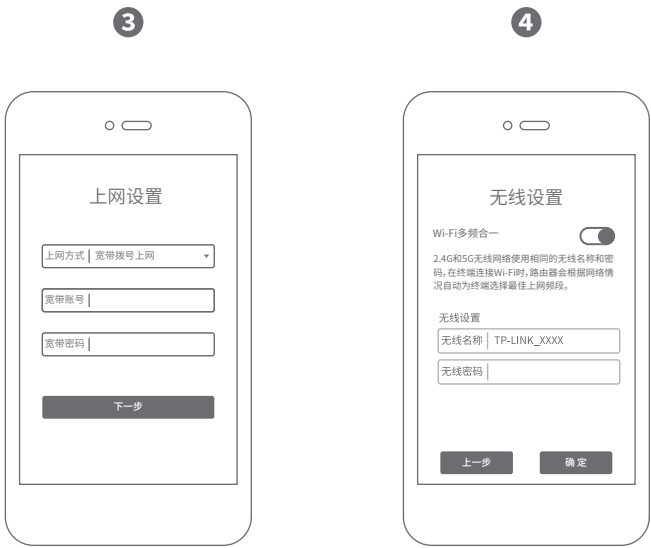 3
上网设置
上网方式 宽带拨号上网
宽带账号
宽带密码
下一步
4
无线设置
Wi-Fi多频合一
2.4G和5G无线网络使用相同的无线名称和密
码,在终端连接Wi-Fi时,路由器会根据网络情
况自动为终端选择最佳上网频段。
无线设置
无线名称 TP-LINK_XXXX
无线密码
上一步 确定